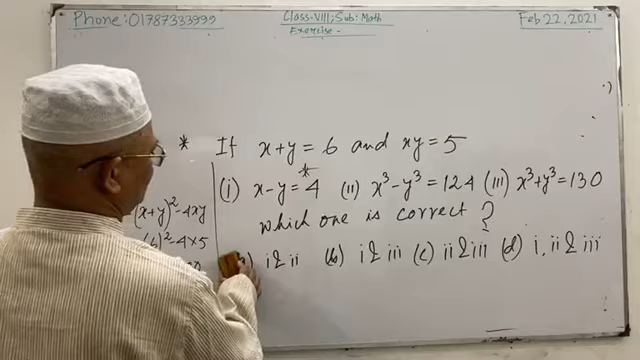 Phone: 01787333999
Class-VIII; Sub: Math
Feb 22, 2021
Exercise -
* If x+y = 6 and xy = 5
*
(i) x-y = 4 (ii) x³-y³ = 124 (iii) x³+y³ = 130
which one is correct?
i & ii (b) i & iii (c) ii & iii (d) i, ii & iii
(x+y)² - 4xy
(6)² - 4×5